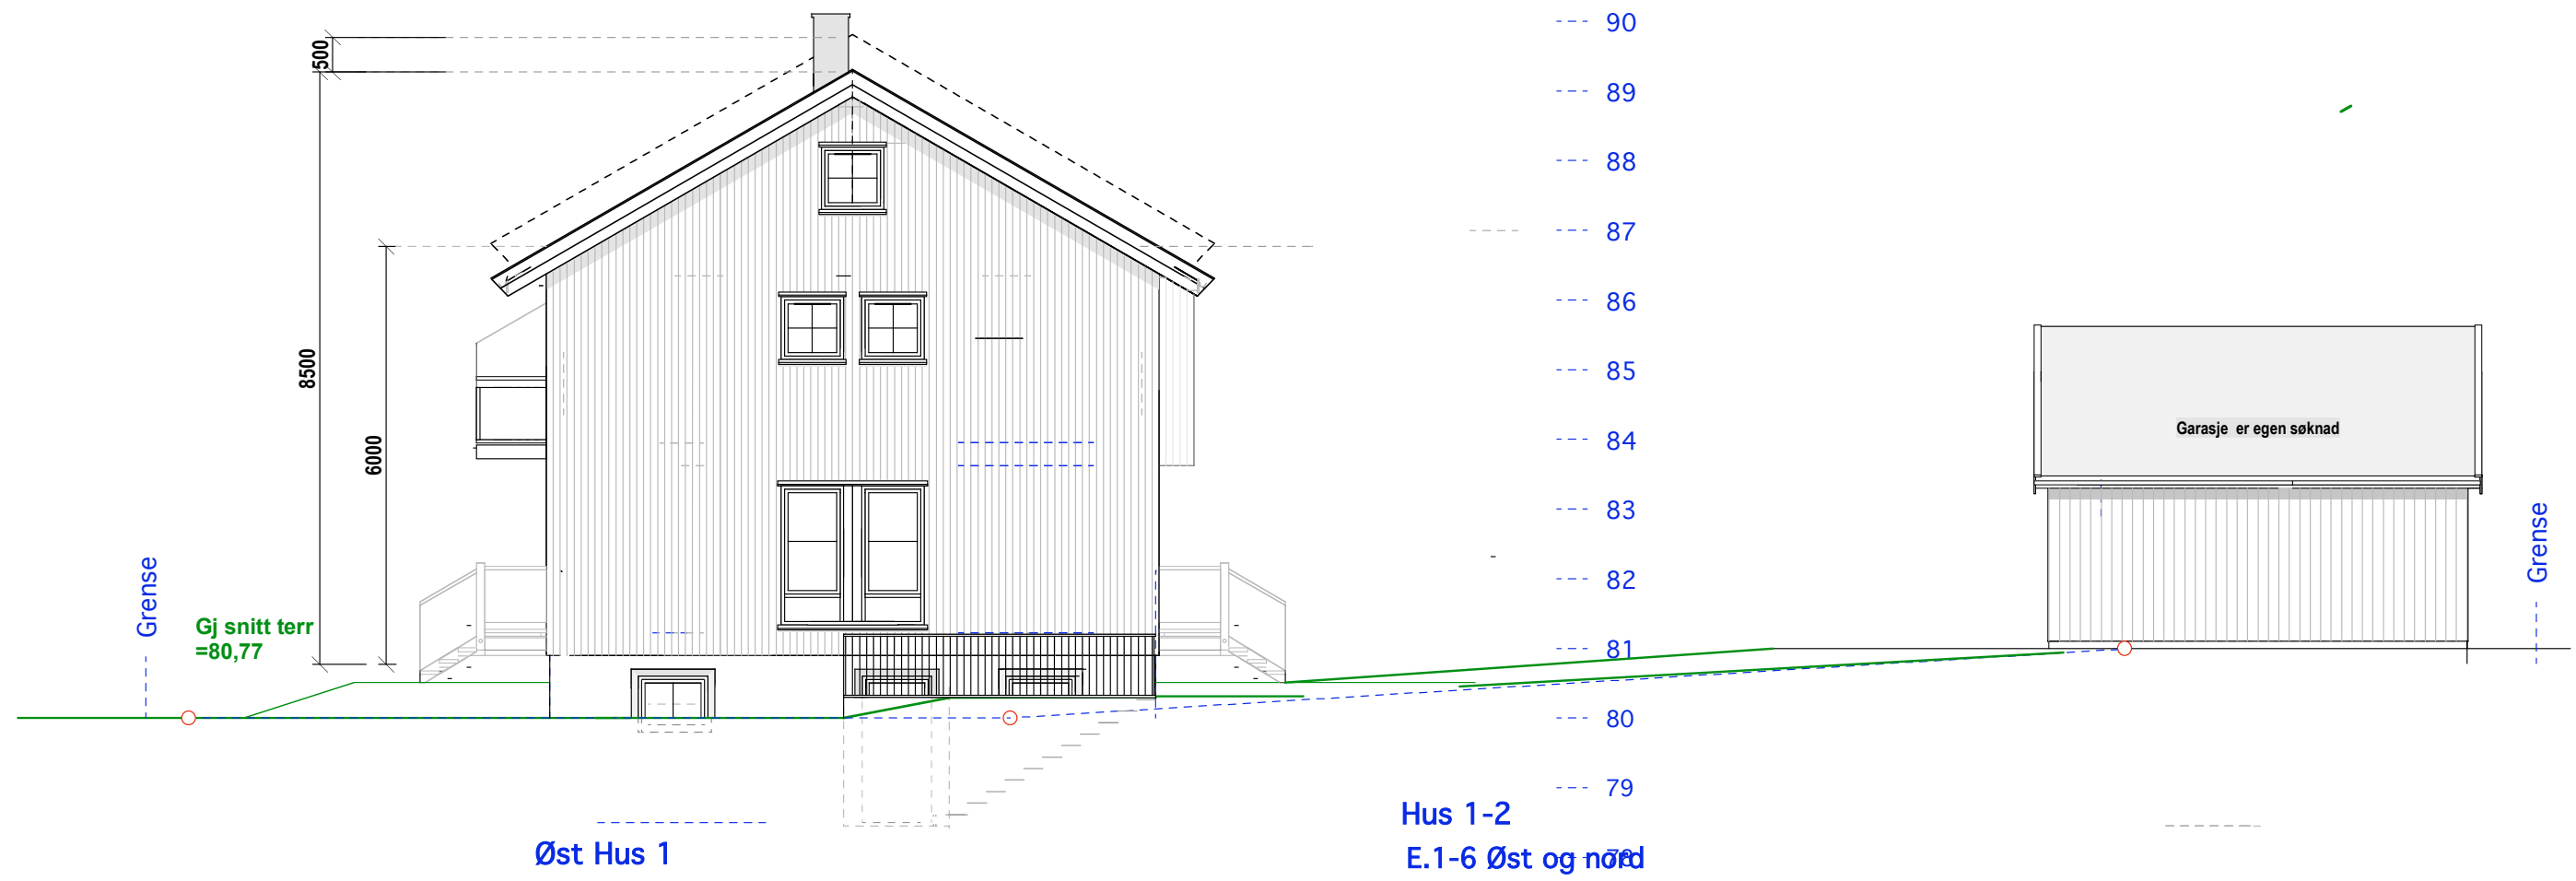 500
8500
6000
Grense
Gj snitt terr
=80,77
90
89
88
87
86
85
84
83
82
81
80
79
78
Garasje er egen søknad
Grense
Øst Hus 1
Hus 1-2
E.1-6 Øst og nord